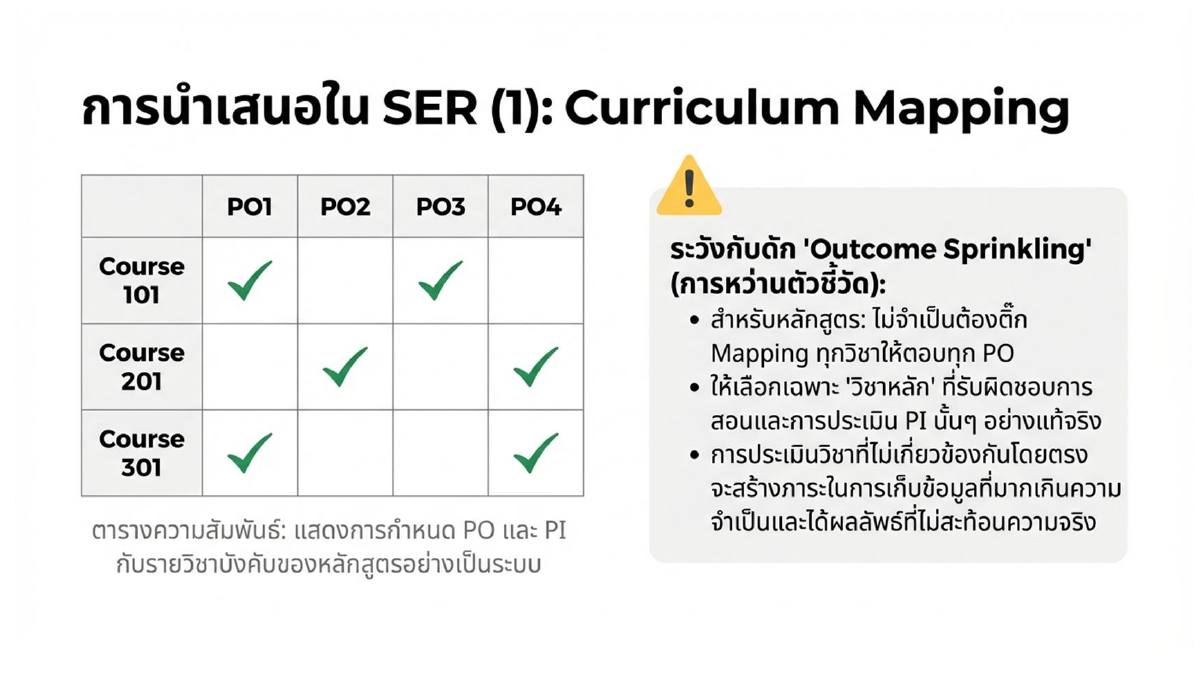 การนำเสนอใน SER (1): Curriculum Mapping
PO1 PO2 PO3 PO4
Course
101
Course
201
Course
301
ตารางความสัมพันธ์: แสดงการกำหนด PO และ PI
กับรายวิชาบังคับของหลักสูตรอย่างเป็นระบบ
ระวังกับดัก 'Outcome Sprinkling'
(การหว่านตัวชี้วัด):
• สำหรับหลักสูตร: ไม่จำเป็นต้องติ๊ก
Mapping ทุกวิชาให้ตอบทุก PO
• ให้เลือกเฉพาะ 'วิชาหลัก' ที่รับผิดชอบการ
สอนและการประเมิน PI นั้นๆ อย่างแท้จริง
• การประเมินวิชาที่ไม่เกี่ยวข้องกันโดยตรง
จะสร้างภาระในการเก็บข้อมูลที่มากเกินความ
จำเป็นและได้ผลลัพธ์ที่ไม่สะท้อนความจริง